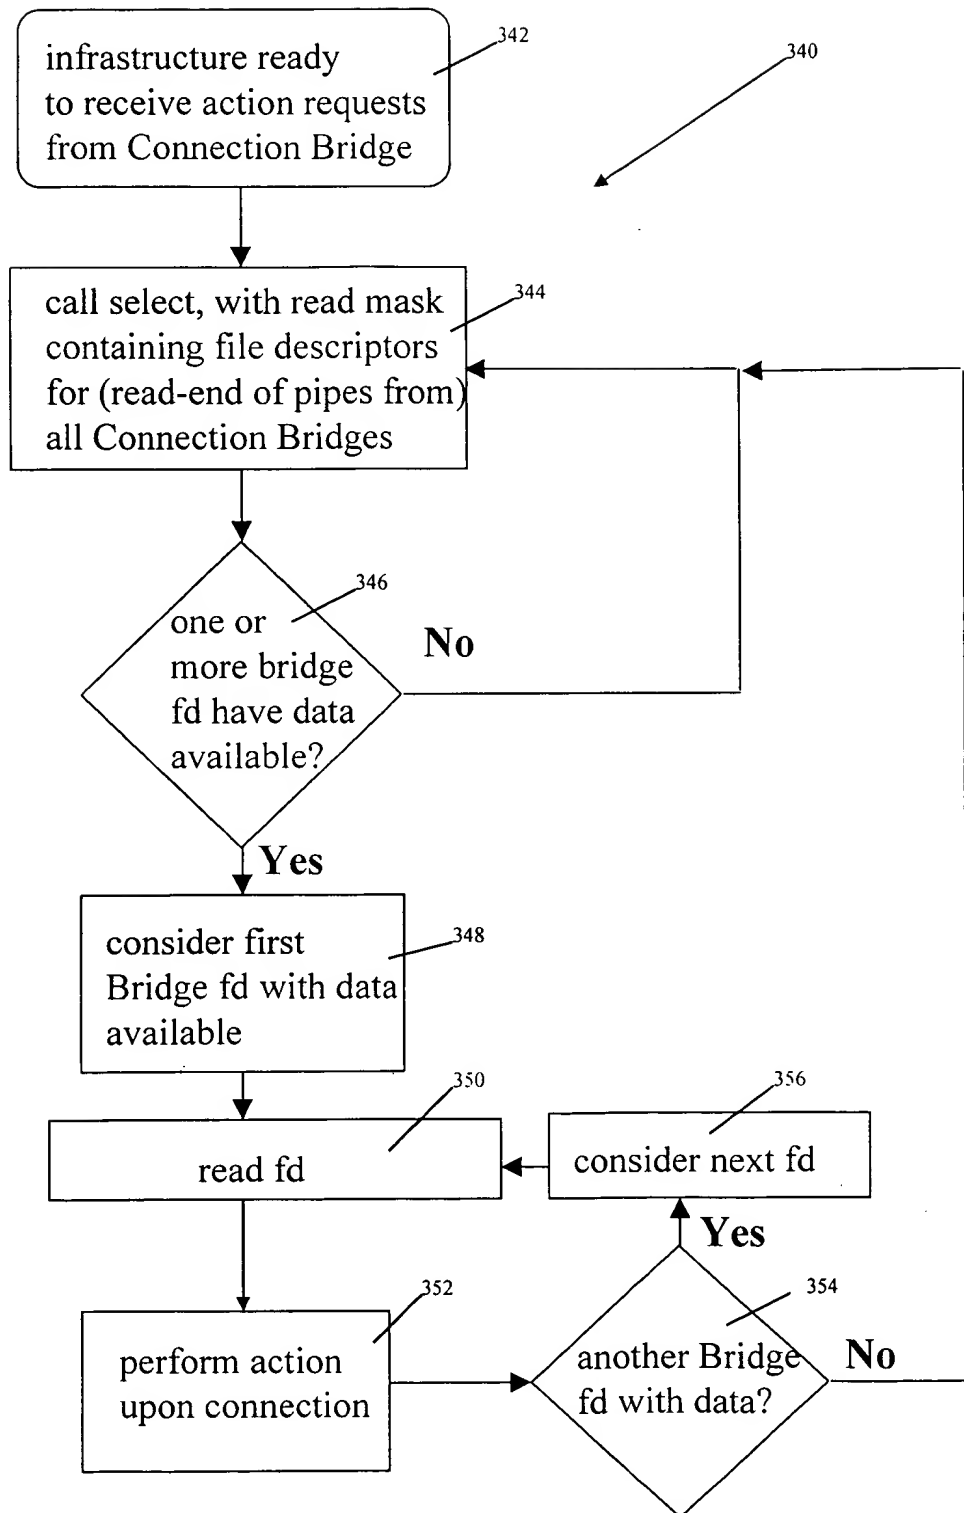 infrastructure ready
to receive action requests
from Connection Bridge
342
340
call select, with read mask
containing file descriptors
for (read-end of pipes from)
all Connection Bridges
344
one or
more bridge
fd have data
available?
346
No
Yes
consider first
Bridge fd with data
available
348
350
read fd
356
consider next fd
Yes
352
perform action
upon connection
354
another Bridge
fd with data?
No